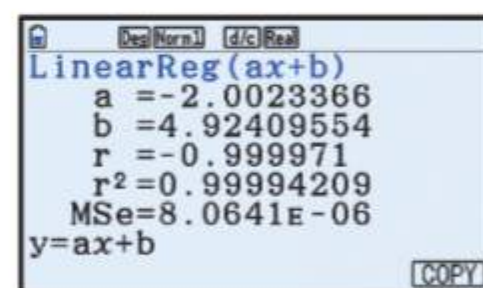 Deg Norm1 d/c Real
LinearReg(ax+b)
a =-2.0023366
b =4.92409554
r =-0.999971
r²=0.99994209
MSe=8.0641E-06
y=ax+b
COPY